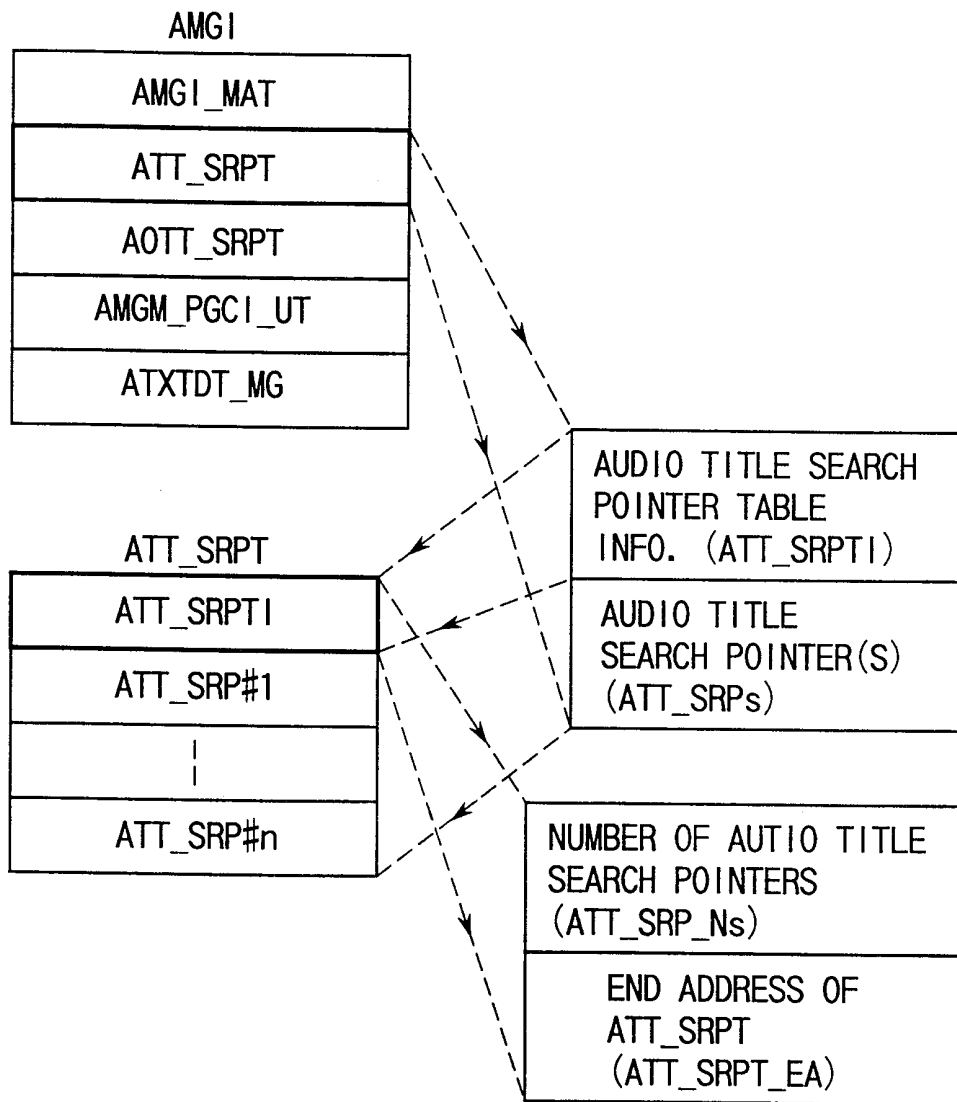 AMGI
AMGI_MAT
ATT_SRPT
AOTT_SRPT
AMGM_PGCI_UT
ATXTDT_MG
AUDIO TITLE SEARCH
POINTER TABLE
INFO. (ATT_SRPTI)
AUDIO TITLE
SEARCH POINTER(S)
(ATT_SRPs)
ATT_SRPT
ATT_SRPTI
ATT_SRP#1
ATT_SRP#n
NUMBER OF AUTIO TITLE
SEARCH POINTERS
(ATT_SRP_Ns)
END ADDRESS OF
ATT_SRPT
(ATT_SRPT_EA)